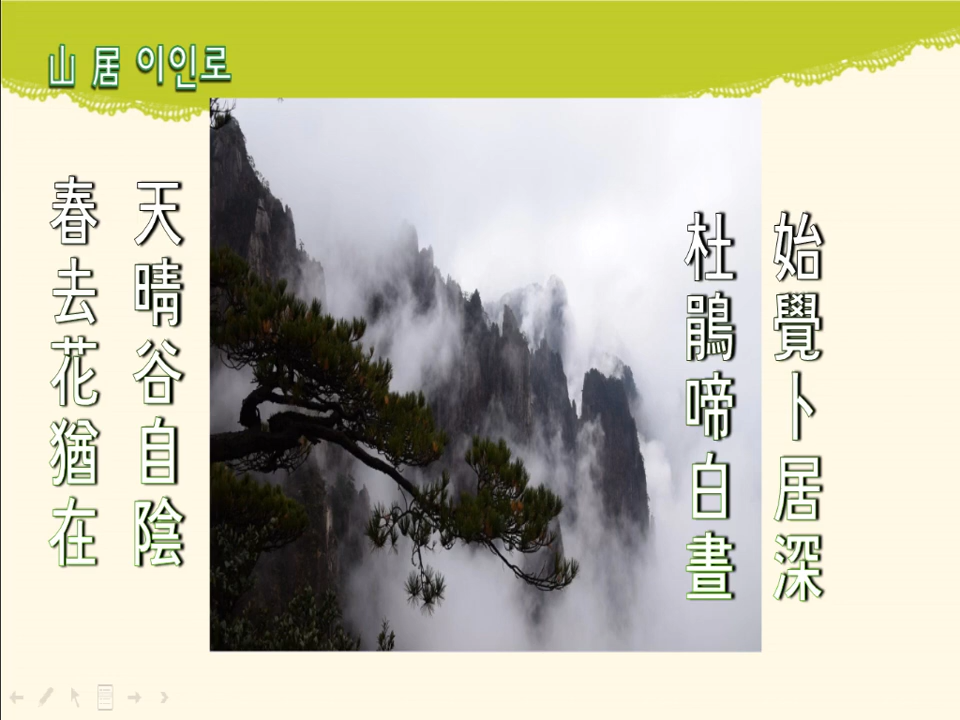 山 居 이인로
春去花猶在
天晴谷自陰
杜鵑啼白晝
始覺卜居深